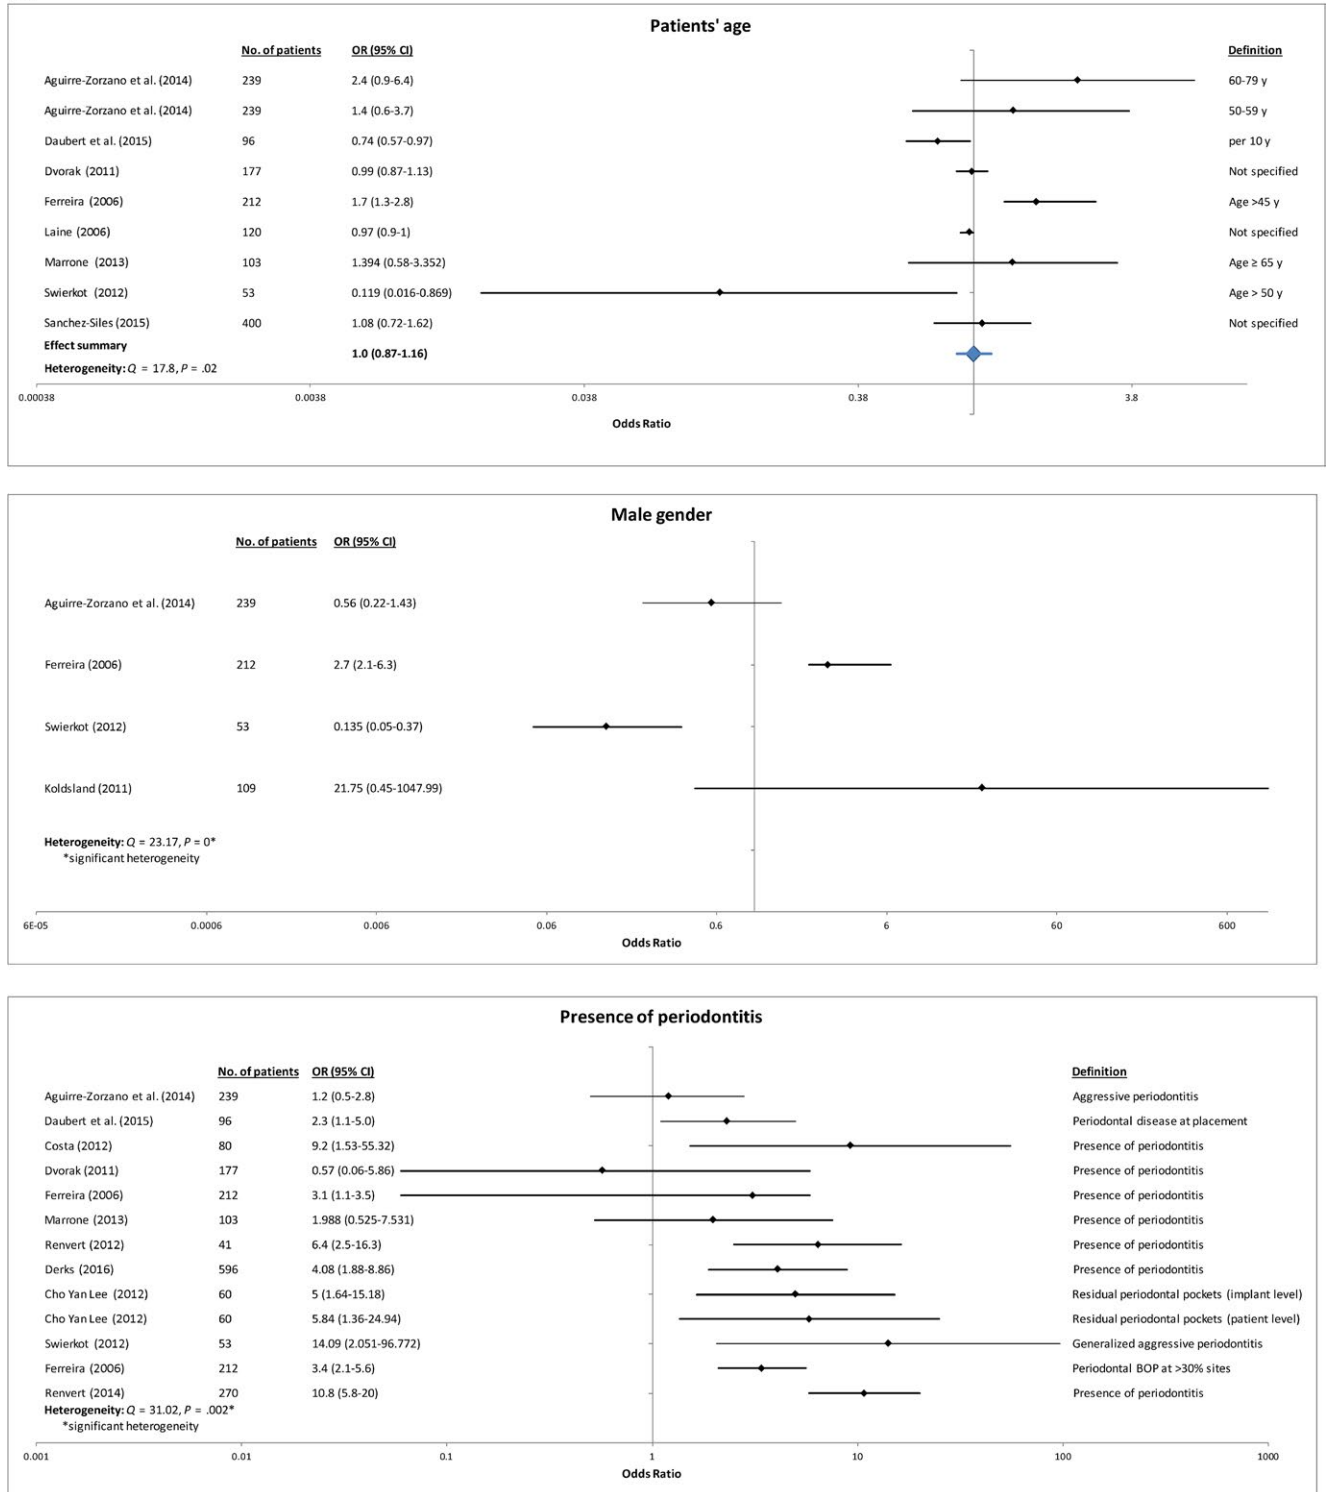 Patients' age
No. of patients OR (95% CI) Definition
Aguirre-Zorzano et al. (2014) 239 2.4 (0.9-6.4) 60-79 y
Aguirre-Zorzano et al. (2014) 239 1.4 (0.6-3.7) 50-59 y
Daubert et al. (2015) 96 0.74 (0.57-0.97) per 10 y
Dvorak (2011) 177 0.99 (0.87-1.13) Not specified
Ferreira (2006) 212 1.7 (1.3-2.8) Age >45 y
Laine (2006) 120 0.97 (0.9-1) Not specified
Marrone (2013) 103 1.394 (0.58-3.352) Age ≥ 65 y
Swierkot (2012) 53 0.119 (0.016-0.869) Age > 50 y
Sanchez-Siles (2015) 400 1.08 (0.72-1.62) Not specified
Effect summary 1.0 (0.87-1.16)
Heterogeneity: Q = 17.8, P = .02
0.00038 0.0038 0.038 0.38 3.8
Odds Ratio
Male gender
No. of patients OR (95% CI)
Aguirre-Zorzano et al. (2014) 239 0.56 (0.22-1.43)
Ferreira (2006) 212 2.7 (2.1-6.3)
Swierkot (2012) 53 0.135 (0.05-0.37)
Koldsland (2011) 109 21.75 (0.45-1047.99)
Heterogeneity: Q = 23.17, P = 0*
*significant heterogeneity
6E-05 0.0006 0.006 0.06 0.6 6 60 600
Odds Ratio
Presence of periodontitis
No. of patients OR (95% CI) Definition
Aguirre-Zorzano et al. (2014) 239 1.2 (0.5-2.8) Aggressive periodontitis
Daubert et al. (2015) 96 2.3 (1.1-5.0) Periodontal disease at placement
Costa (2012) 80 9.2 (1.53-55.32) Presence of periodontitis
Dvorak (2011) 177 0.57 (0.06-5.86) Presence of periodontitis
Ferreira (2006) 212 3.1 (1.1-3.5) Presence of periodontitis
Marrone (2013) 103 1.988 (0.525-7.531) Presence of periodontitis
Renvert (2012) 41 6.4 (2.5-16.3) Presence of periodontitis
Derks (2016) 596 4.08 (1.88-8.86) Presence of periodontitis
Cho Yan Lee (2012) 60 5 (1.64-15.18) Residual periodontal pockets (implant level)
Cho Yan Lee (2012) 60 5.84 (1.36-24.94) Residual periodontal pockets (patient level)
Swierkot (2012) 53 14.09 (2.051-96.772) Generalized aggressive periodontitis
Ferreira (2006) 212 3.4 (2.1-5.6) Periodontal BOP at >30% sites
Renvert (2014) 270 10.8 (5.8-20) Presence of periodontitis
Heterogeneity: Q = 31.02, P = .002*
*significant heterogeneity
0.001 0.01 0.1 1 10 100 1000
Odds Ratio